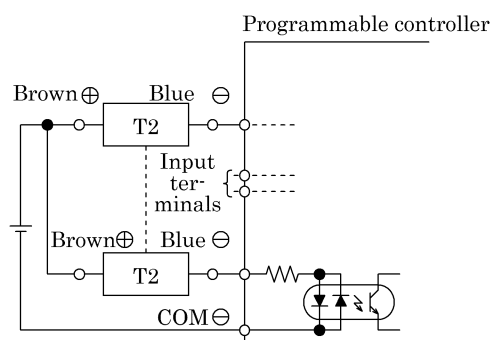 Programmable controller
Brown⊕ Blue ⊖
T2
Input
ter-
minals
Brown⊕ Blue ⊖
T2
COM⊖